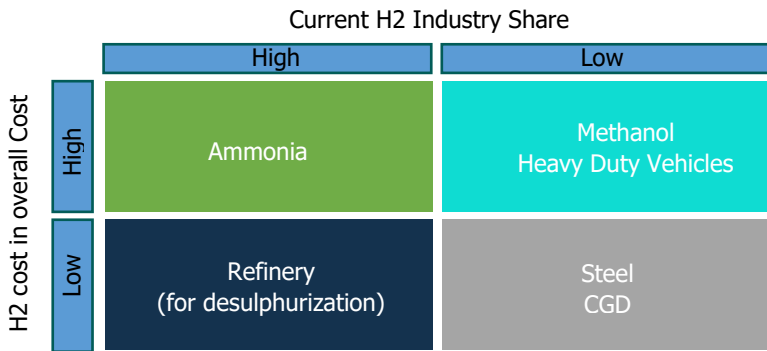 Current H2 Industry Share
High
Low
H2 cost in overall Cost
High
Ammonia
Methanol
Heavy Duty Vehicles
Low
Refinery
(for desulphurization)
Steel
CGD